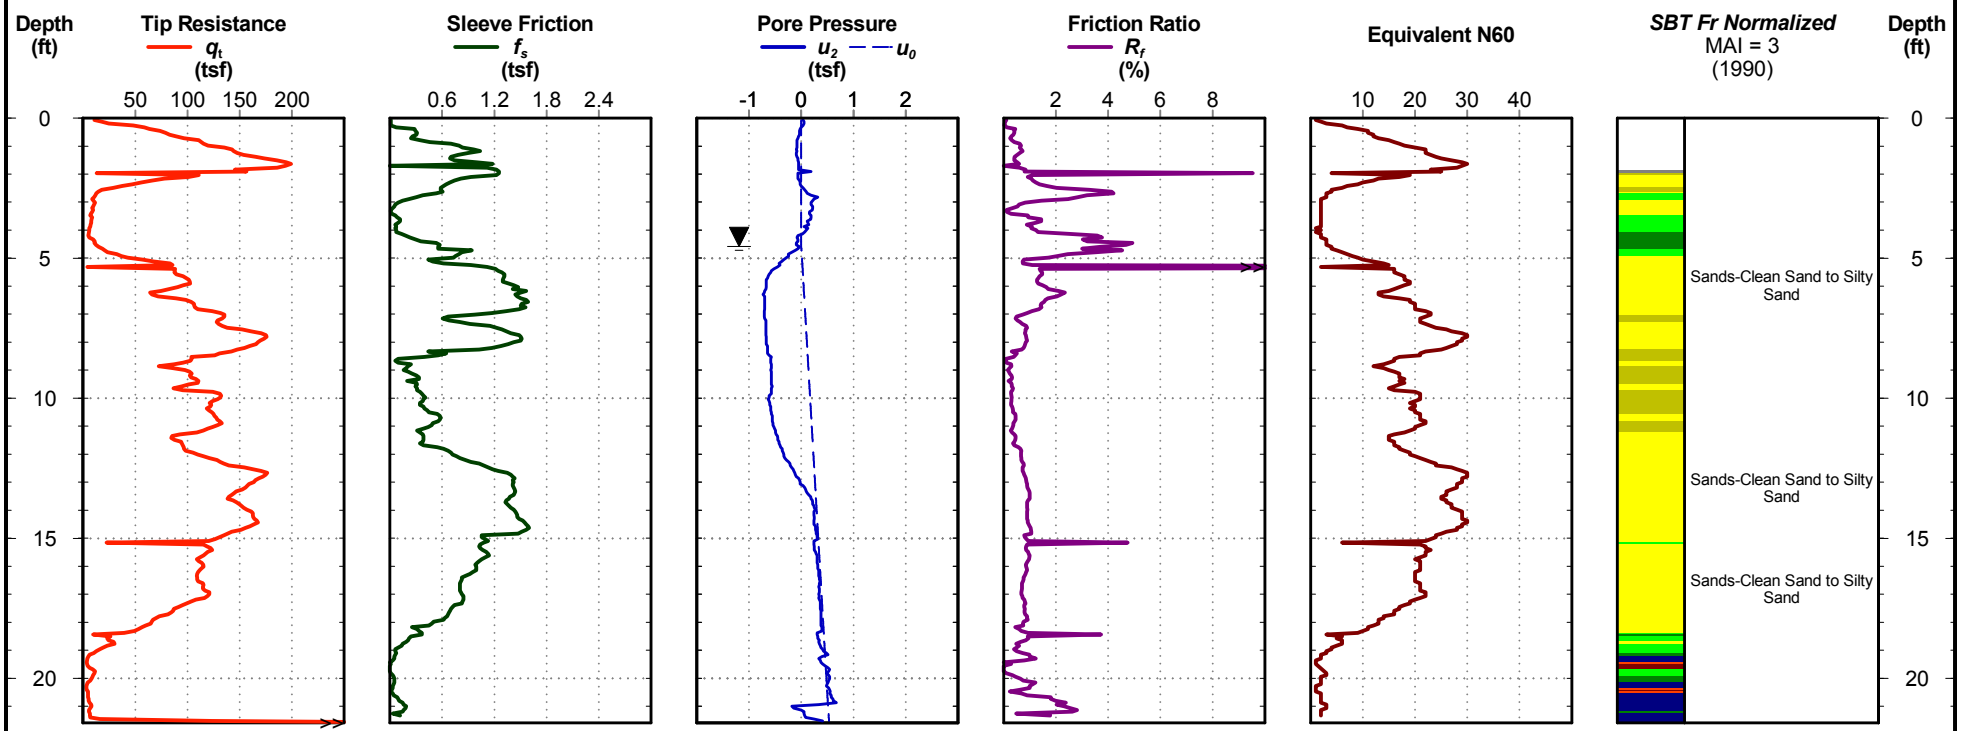 Depth
(ft)
Tip Resistance
qt
(tsf)
50 100 150 200
Sleeve Friction
fs
(tsf)
0.6 1.2 1.8 2.4
Pore Pressure
u2 u0
(tsf)
-1 0 1 2
Friction Ratio
Rf
(%)
2 4 6 8
Equivalent N60
10 20 30 40
SBT Fr Normalized
MAI = 3
(1990)
Depth
(ft)
0 0
5 5
10 10
15 15
20 20
Sands-Clean Sand to Silty
Sand
Sands-Clean Sand to Silty
Sand
Sands-Clean Sand to Silty
Sand
>>
>>